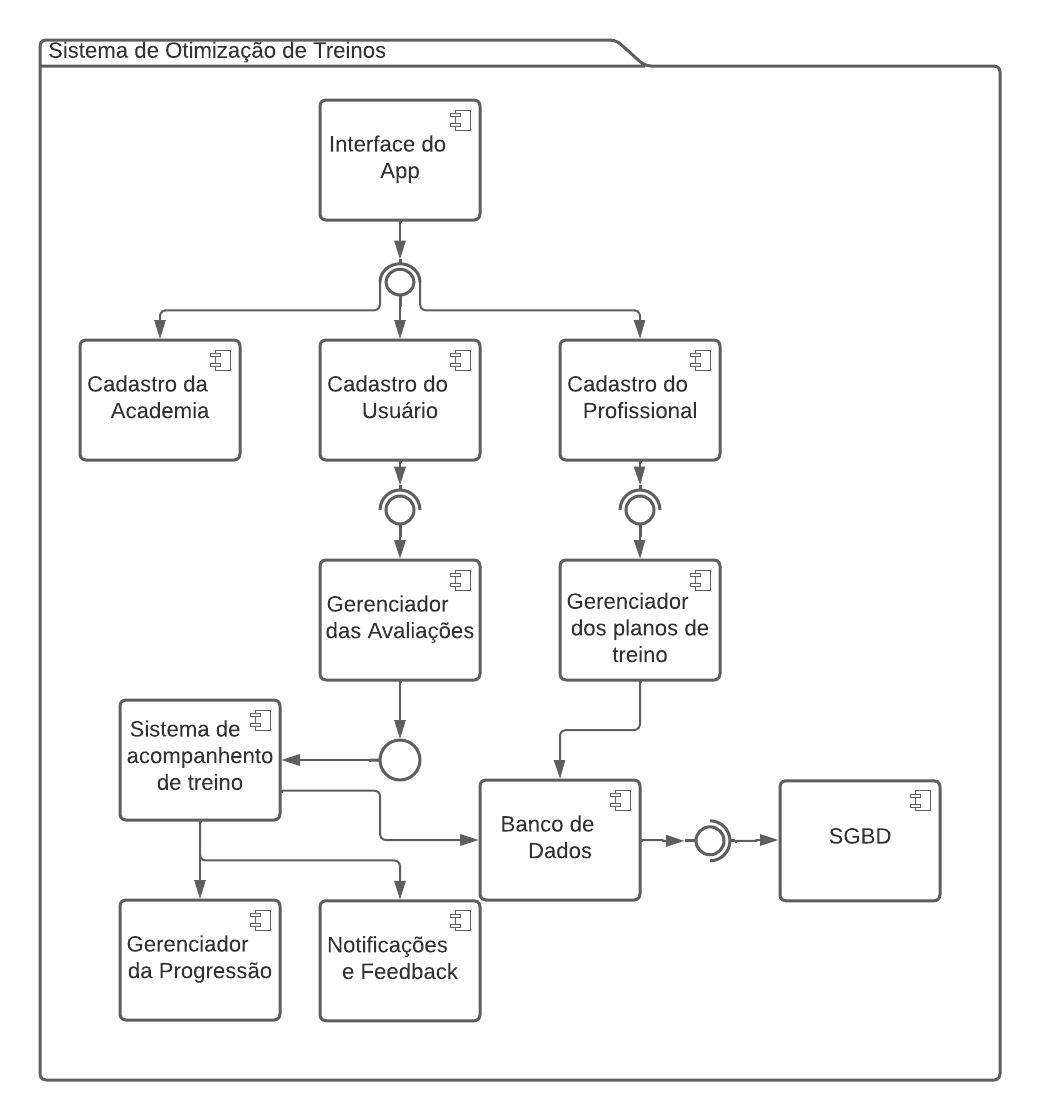 Sistema de Otimização de Treinos
Interface do
App
Cadastro da
Academia
Cadastro do
Usuário
Cadastro do
Profissional
Gerenciador
das Avaliações
Gerenciador
dos planos de
treino
Sistema de
acompanhento
de treino
Banco de
Dados
SGBD
Gerenciador
da Progressão
Notificações
e Feedback